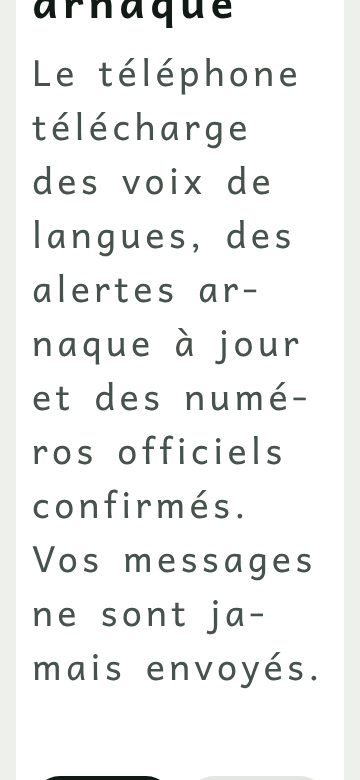 arnaque
Le téléphone
télécharge
des voix de
langues, des
alertes ar-
naque à jour
et des numé-
ros officiels
confirmés.
Vos messages
ne sont ja-
mais envoyés.